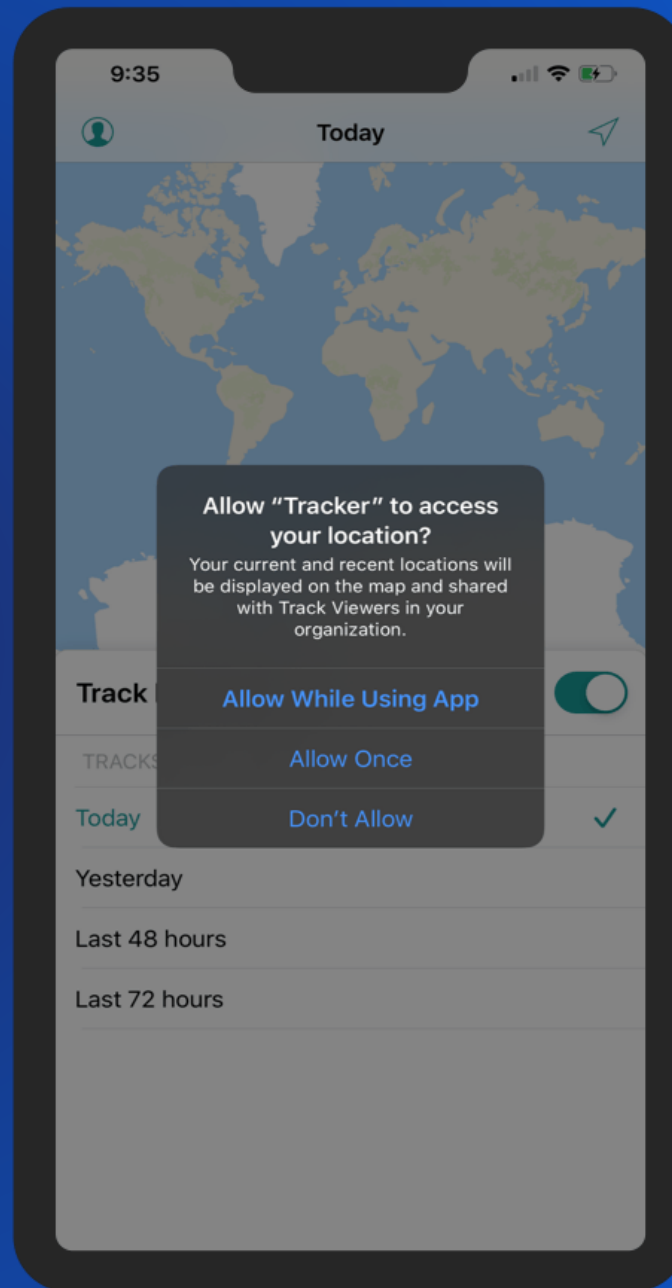 9:35
Today
Allow “Tracker” to access
your location?
Your current and recent locations will
be displayed on the map and shared
with Track Viewers in your
organization.
Track
Allow While Using App
TRACKS
Allow Once
Today
Don’t Allow
Yesterday
Last 48 hours
Last 72 hours